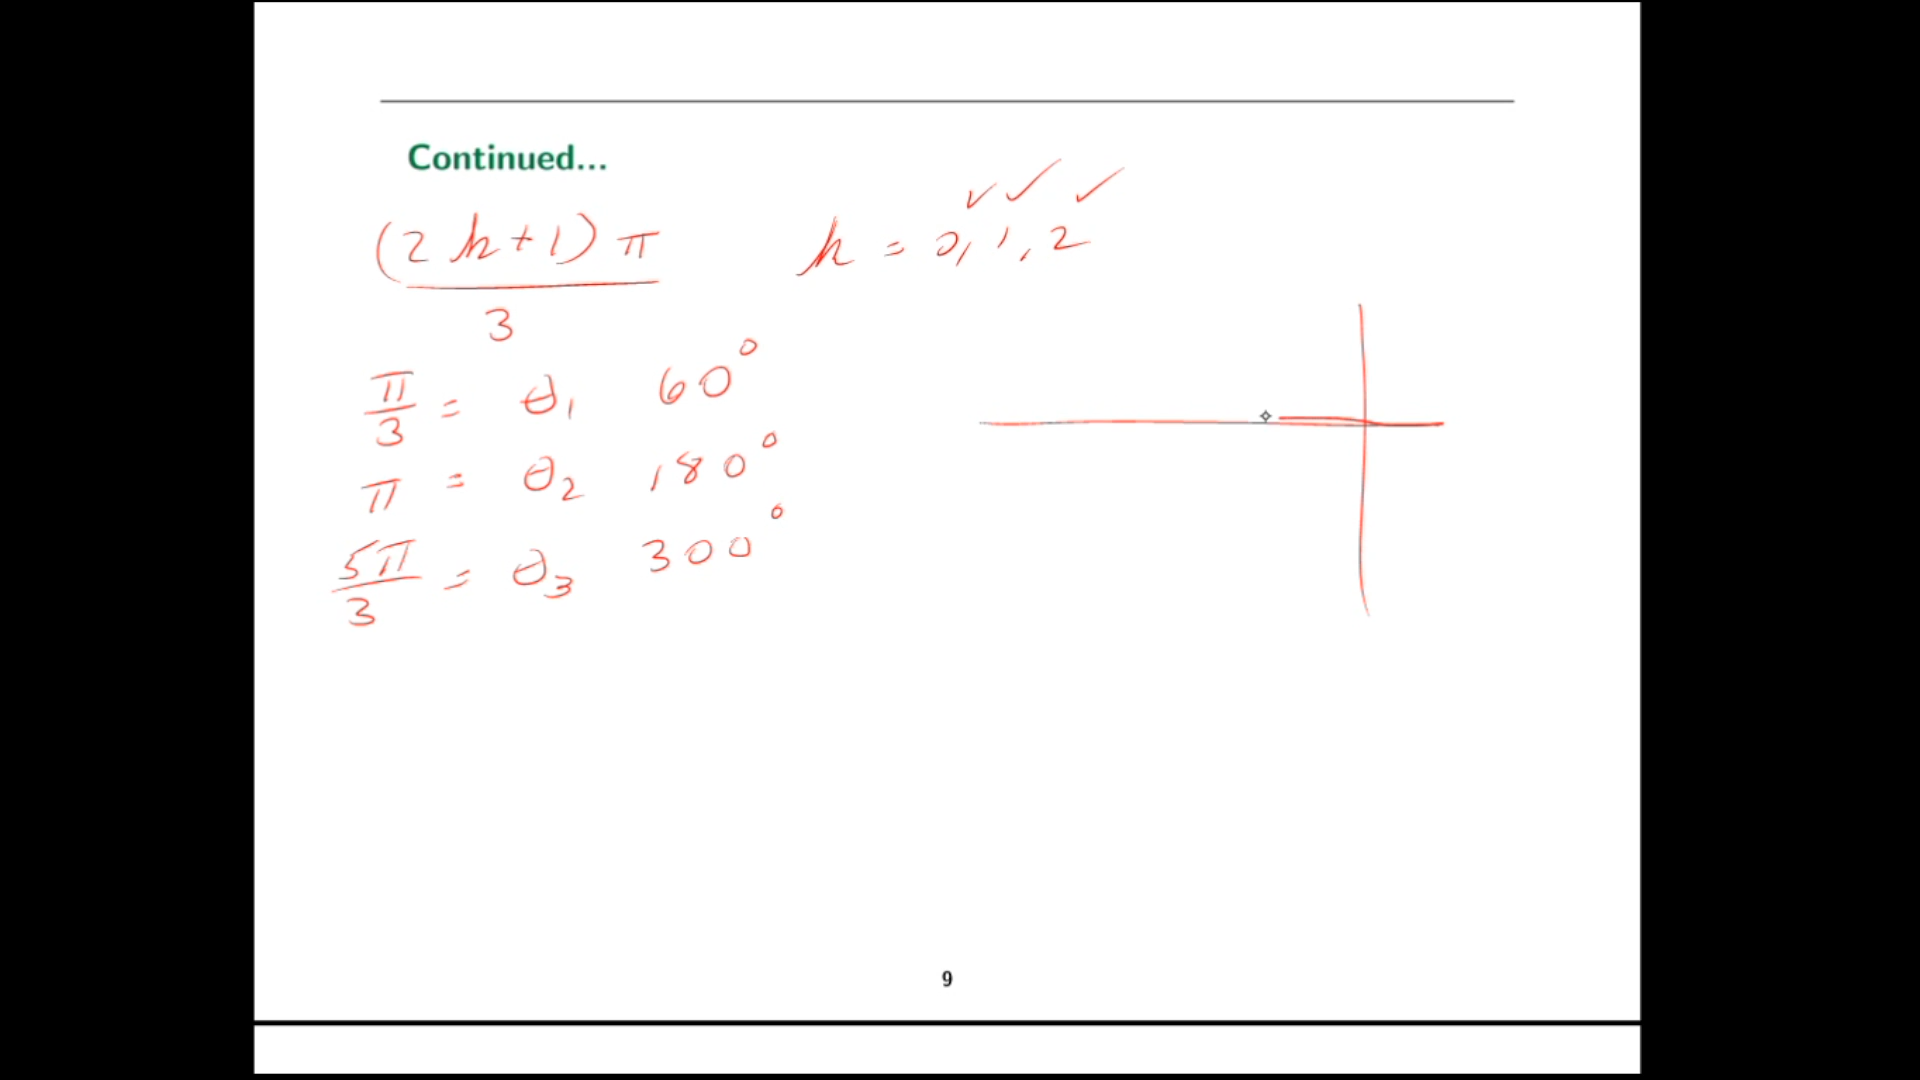 Continued...
(2k+1)π k = 0, 1, 2
3
π/3 = θ1 60°
π = θ2 180°
5π/3 = θ3 300°
9